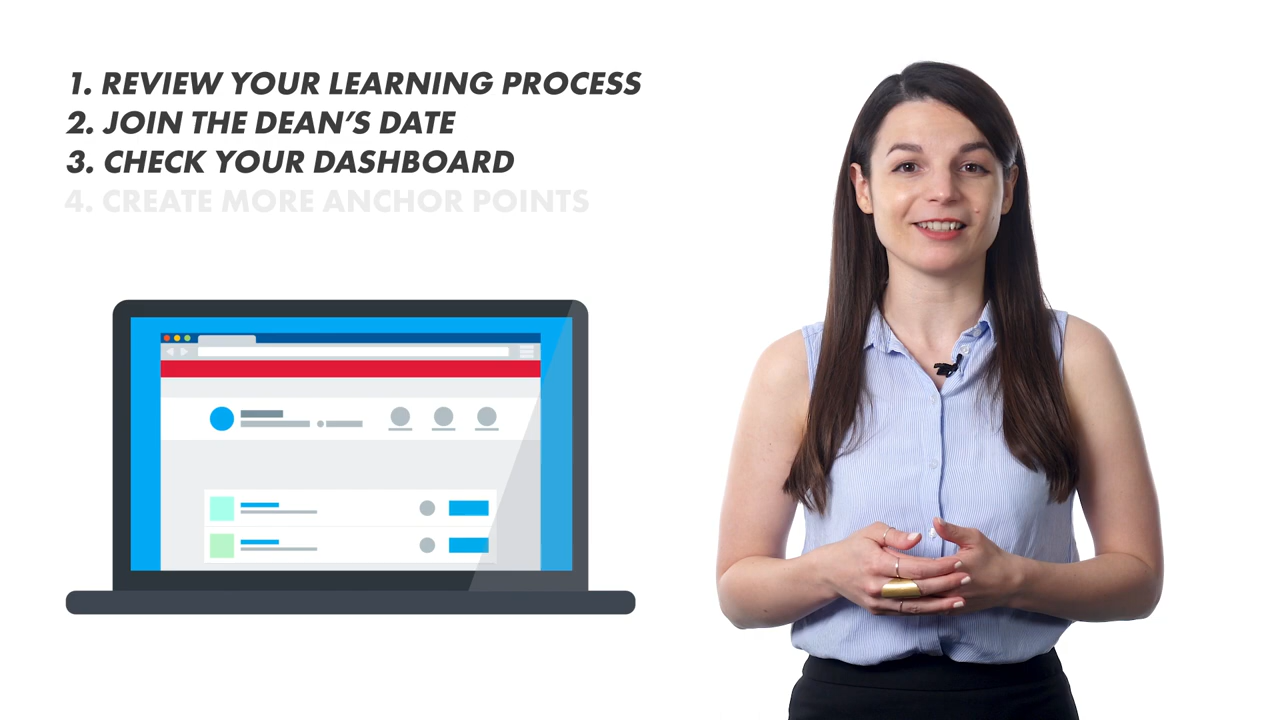 1. REVIEW YOUR LEARNING PROCESS
2. JOIN THE DEAN'S DATE
3. CHECK YOUR DASHBOARD
4. CREATE MORE ANCHOR POINTS